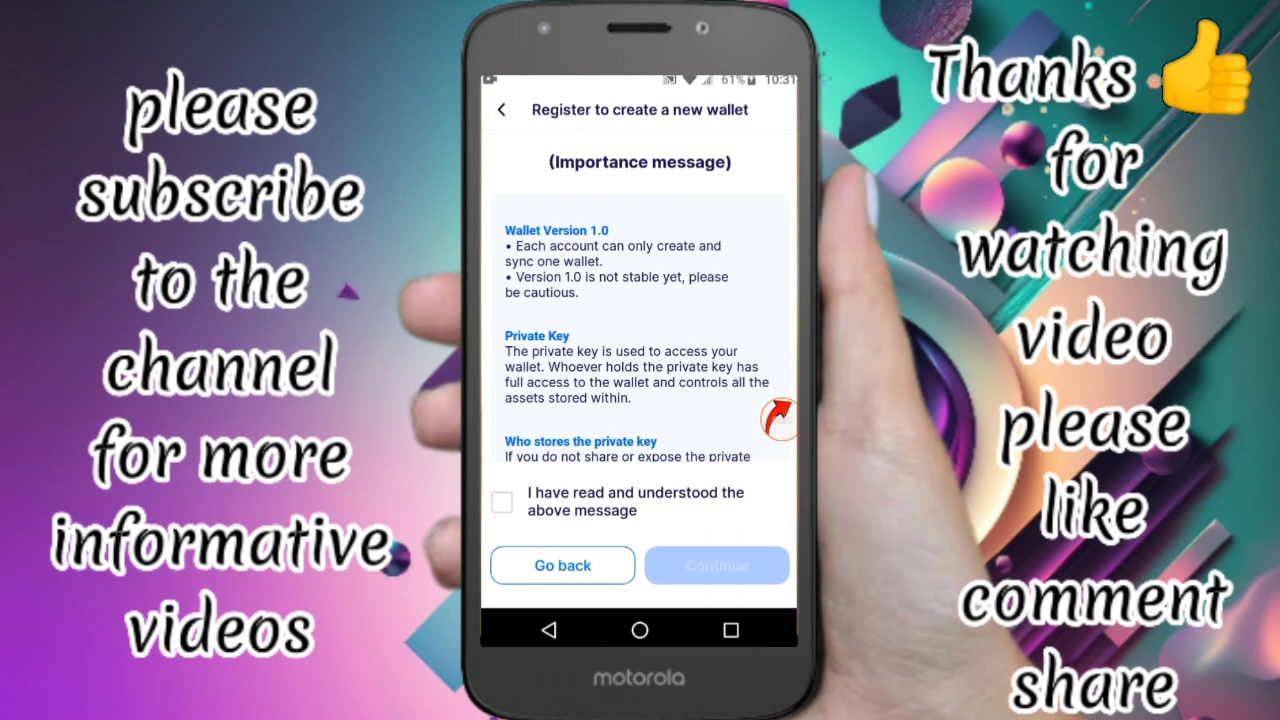 please
subscribe
to the
channel
for more
informative
videos
61% 10:31
Register to create a new wallet
(Importance message)
Wallet Version 1.0
• Each account can only create and
sync one wallet.
• Version 1.0 is not stable yet, please
be cautious.
Private Key
The private key is used to access your
wallet. Whoever holds the private key has
full access to the wallet and controls all the
assets stored within.
Who stores the private key
If you do not share or expose the private
I have read and understood the
above message
Go back
Continue
motorola
Thanks 👍
for
watching
video
please
like
comment
share